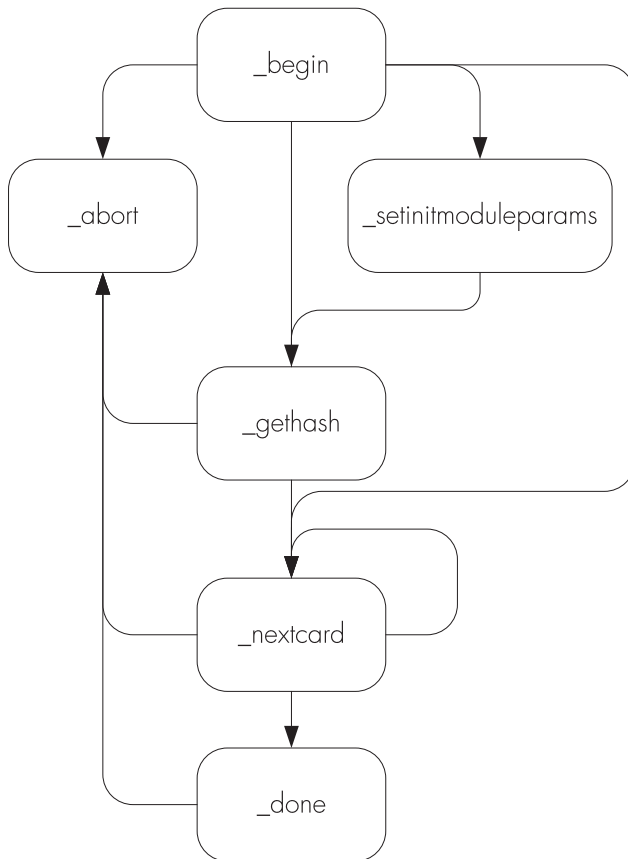 _begin
_abort
_setinitmoduleparams
_gethash
_nextcard
_done